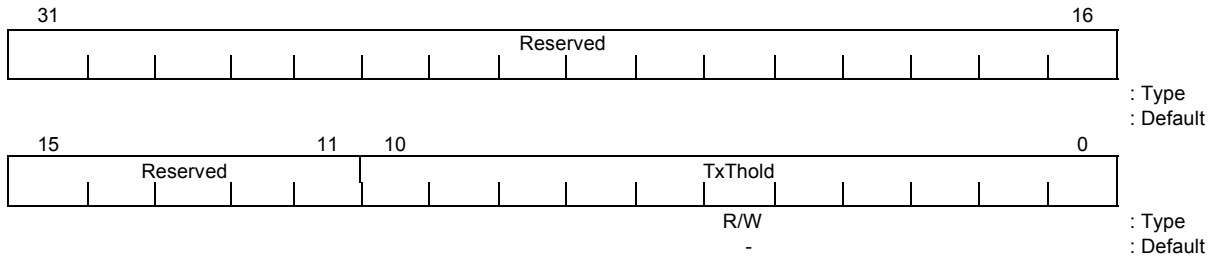 31 16
Reserved
: Type
: Default
15 11 10 0
Reserved TxThold
R/W : Type
- : Default